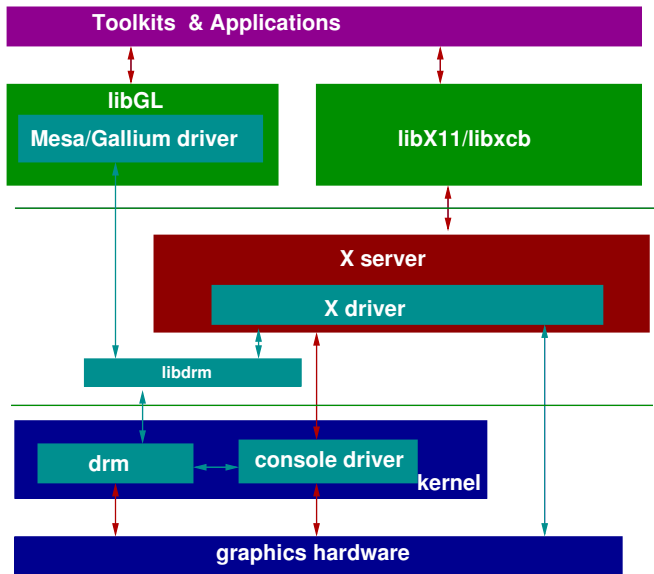 Toolkits & Applications
libGL
Mesa/Gallium driver
libX11/libxcb
X server
X driver
libdrm
drm
console driver
kernel
graphics hardware